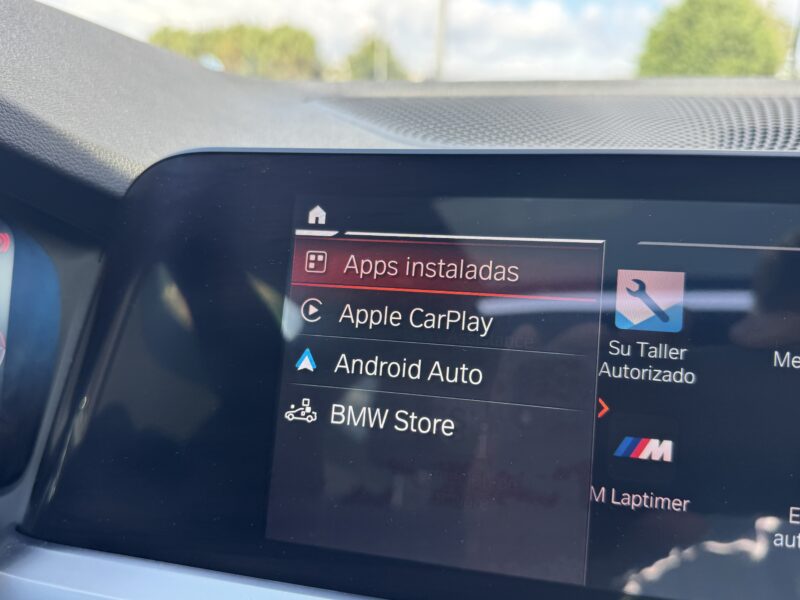 Apps instaladas
Apple CarPlay
Android Auto
BMW Store
Su Taller
Autorizado
M
M Laptimer